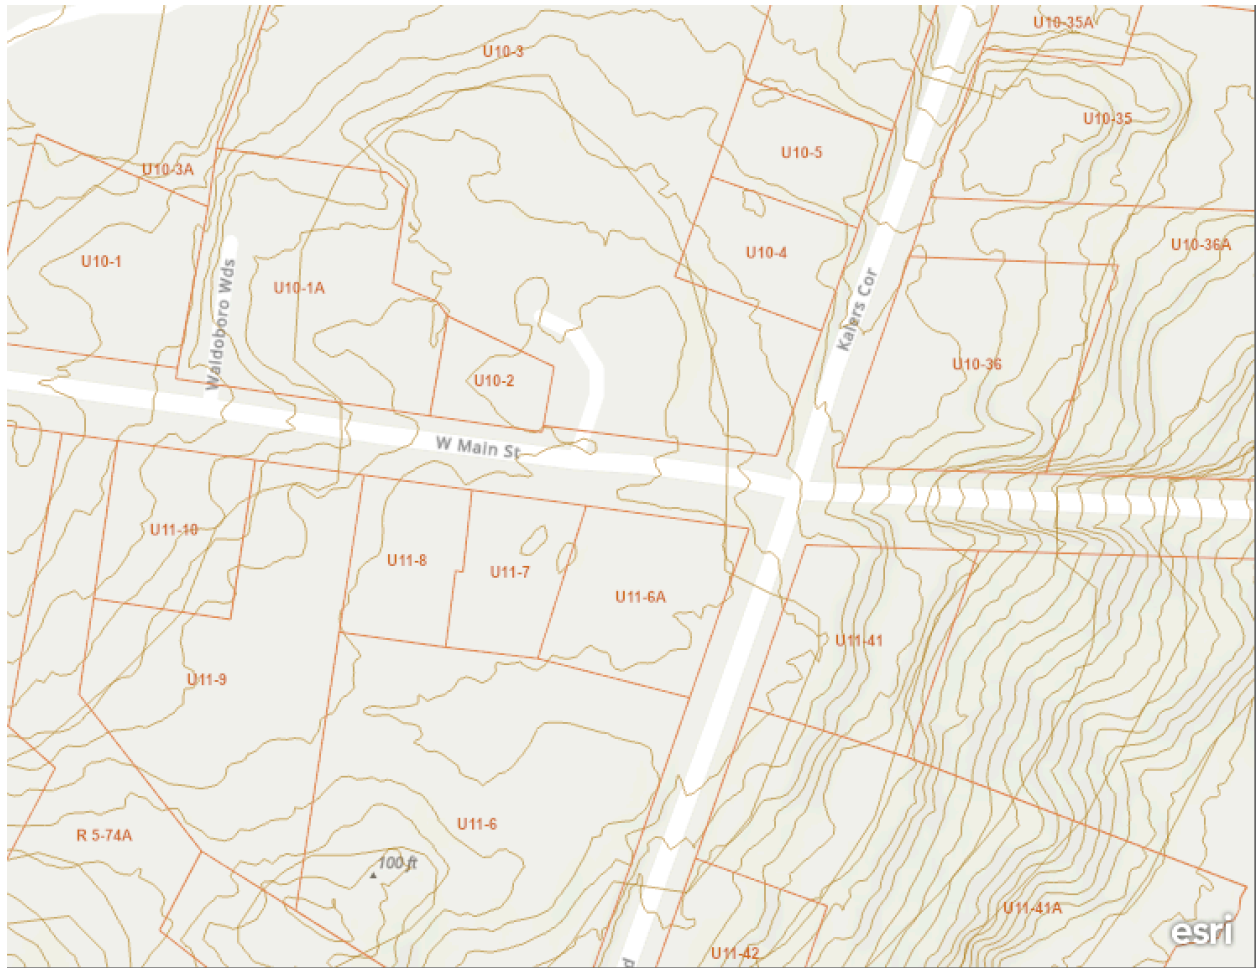 U10-35A
U10-3
U10-35
U10-5
U10-3A
U10-36A
U10-4
U10-1
U10-1A
Waldoboro Wds
Kalers Cor
U10-36
U10-2
W Main St
U11-10
U11-8
U11-7
U11-6A
U11-41
U11-9
U11-6
R 5-74A
100 ft
U11-41A
esri
U11-42
d